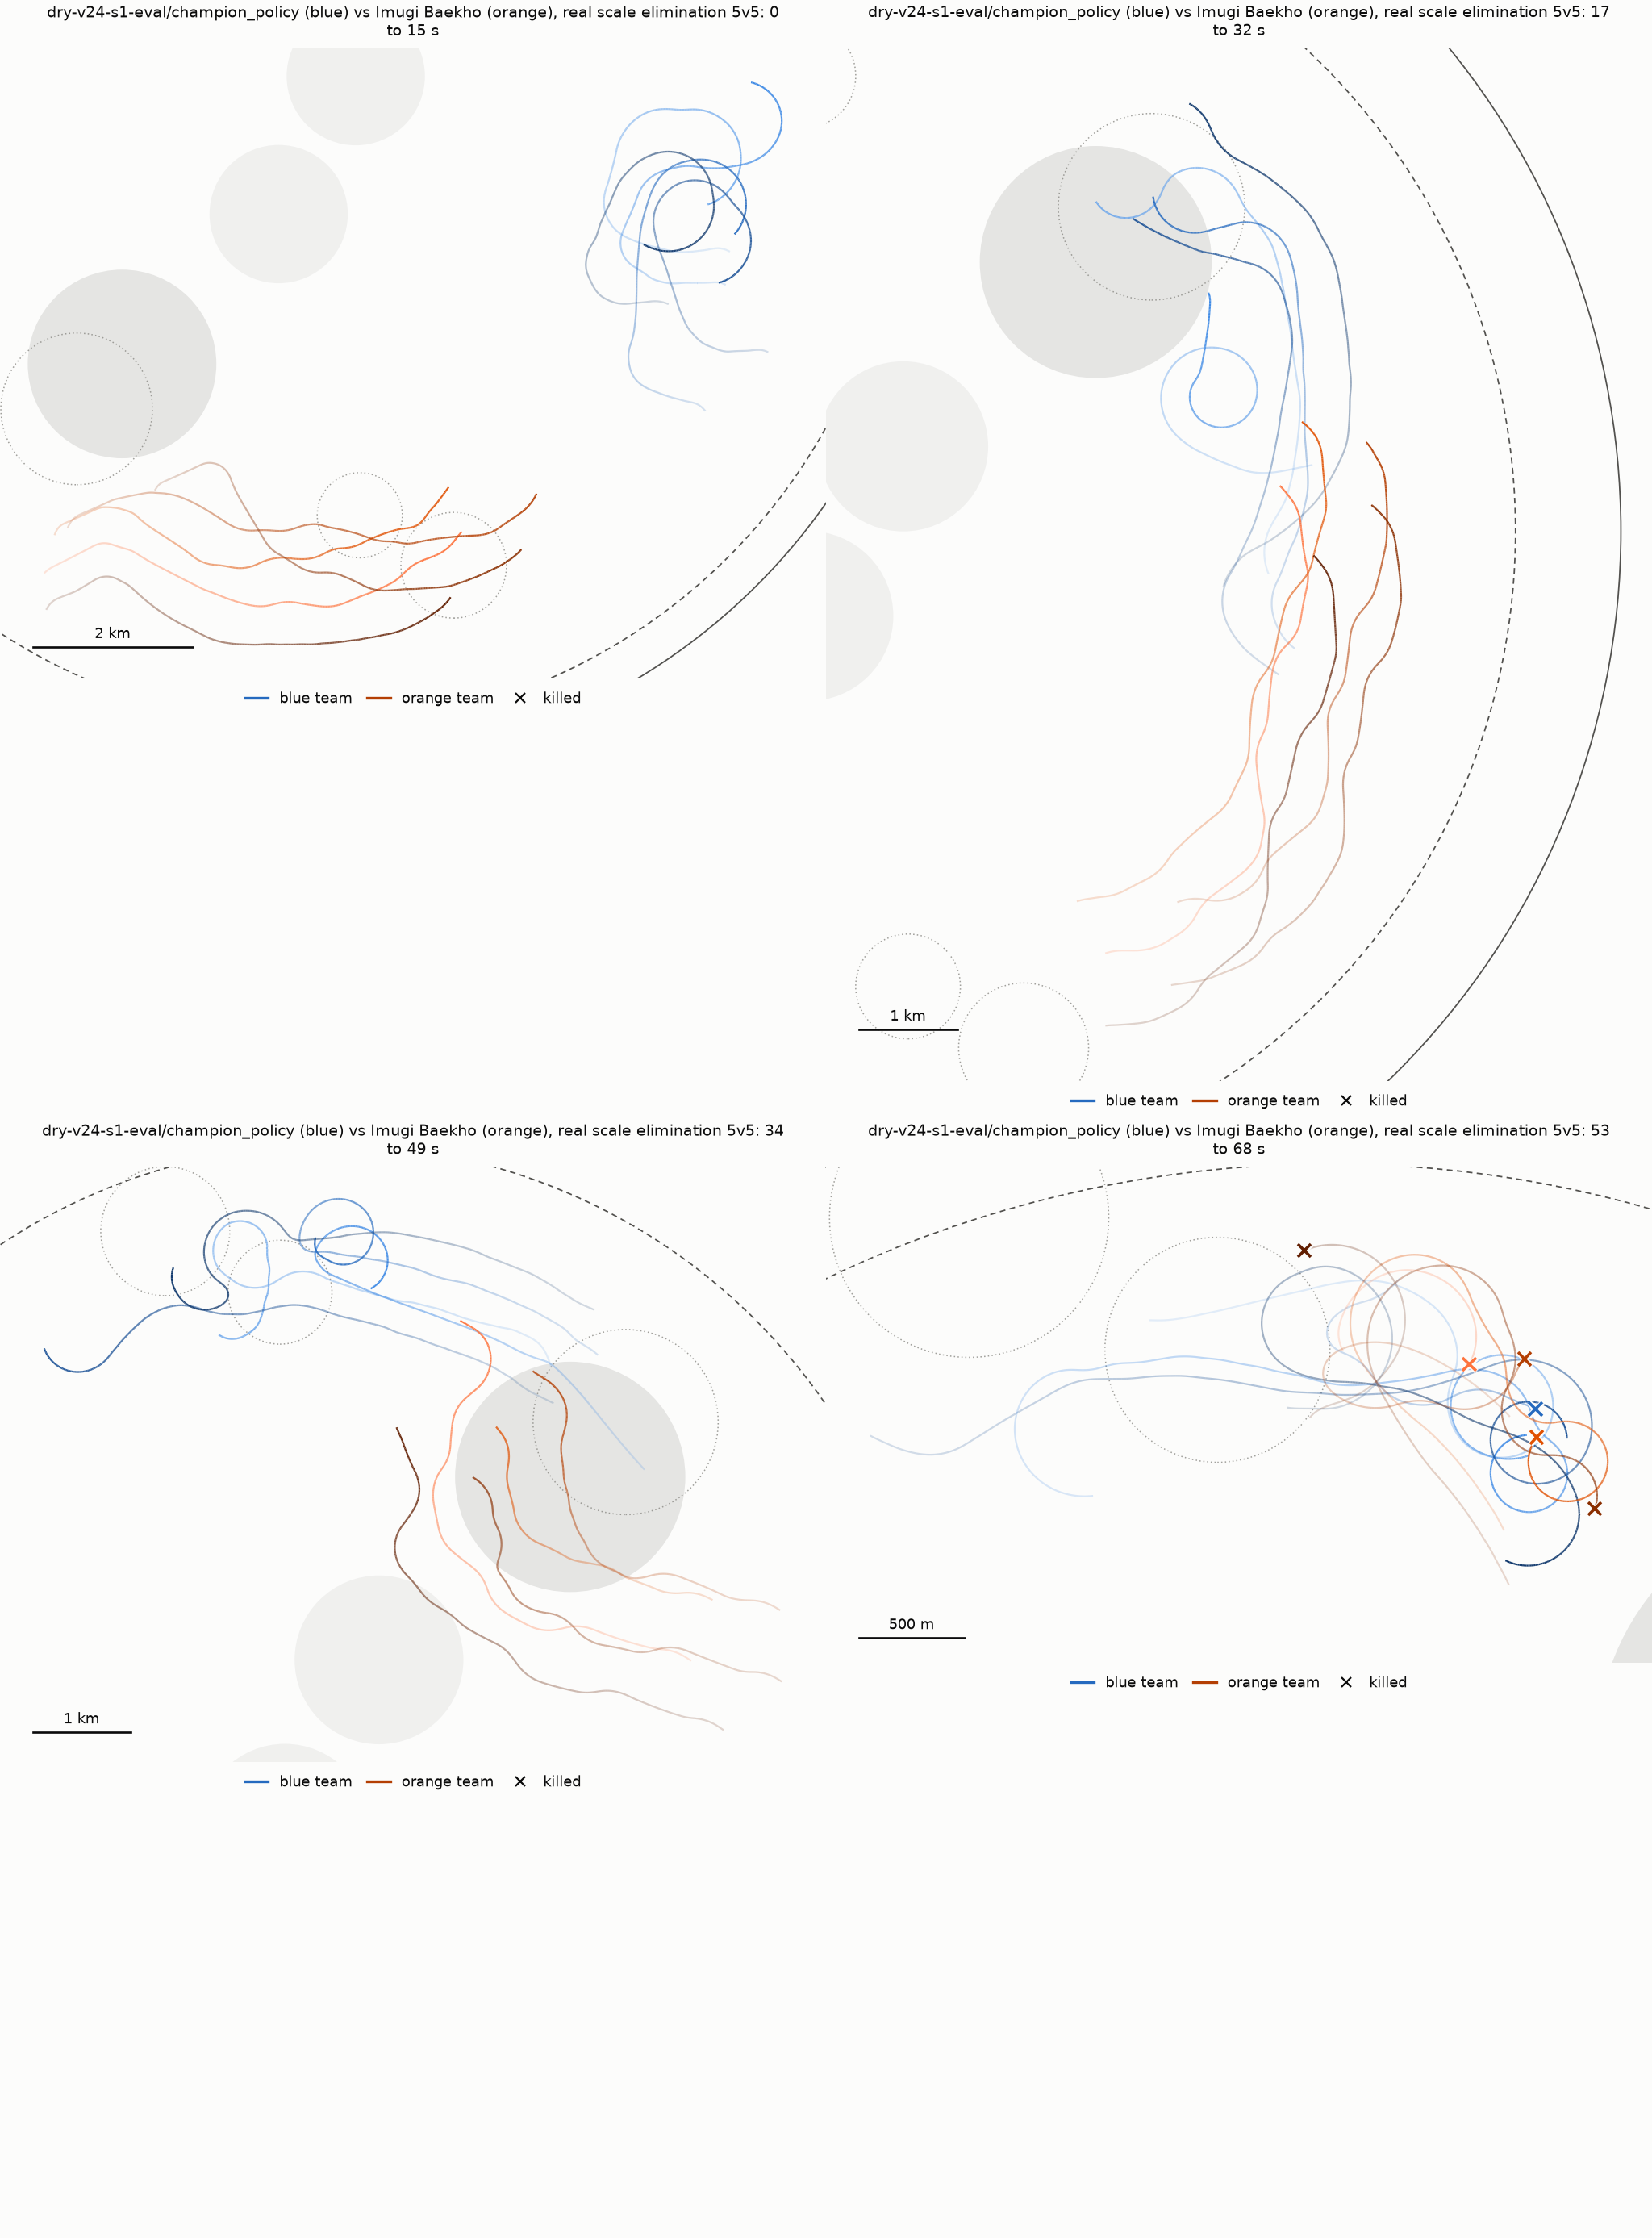 dry-v24-s1-eval/champion_policy (blue) vs Imugi Baekho (orange), real scale elimination 5v5: 0
to 15 s
2 km
blue team
orange team
killed
dry-v24-s1-eval/champion_policy (blue) vs Imugi Baekho (orange), real scale elimination 5v5: 17
to 32 s
1 km
blue team
orange team
killed
dry-v24-s1-eval/champion_policy (blue) vs Imugi Baekho (orange), real scale elimination 5v5: 34
to 49 s
1 km
blue team
orange team
killed
dry-v24-s1-eval/champion_policy (blue) vs Imugi Baekho (orange), real scale elimination 5v5: 53
to 68 s
500 m
blue team
orange team
killed